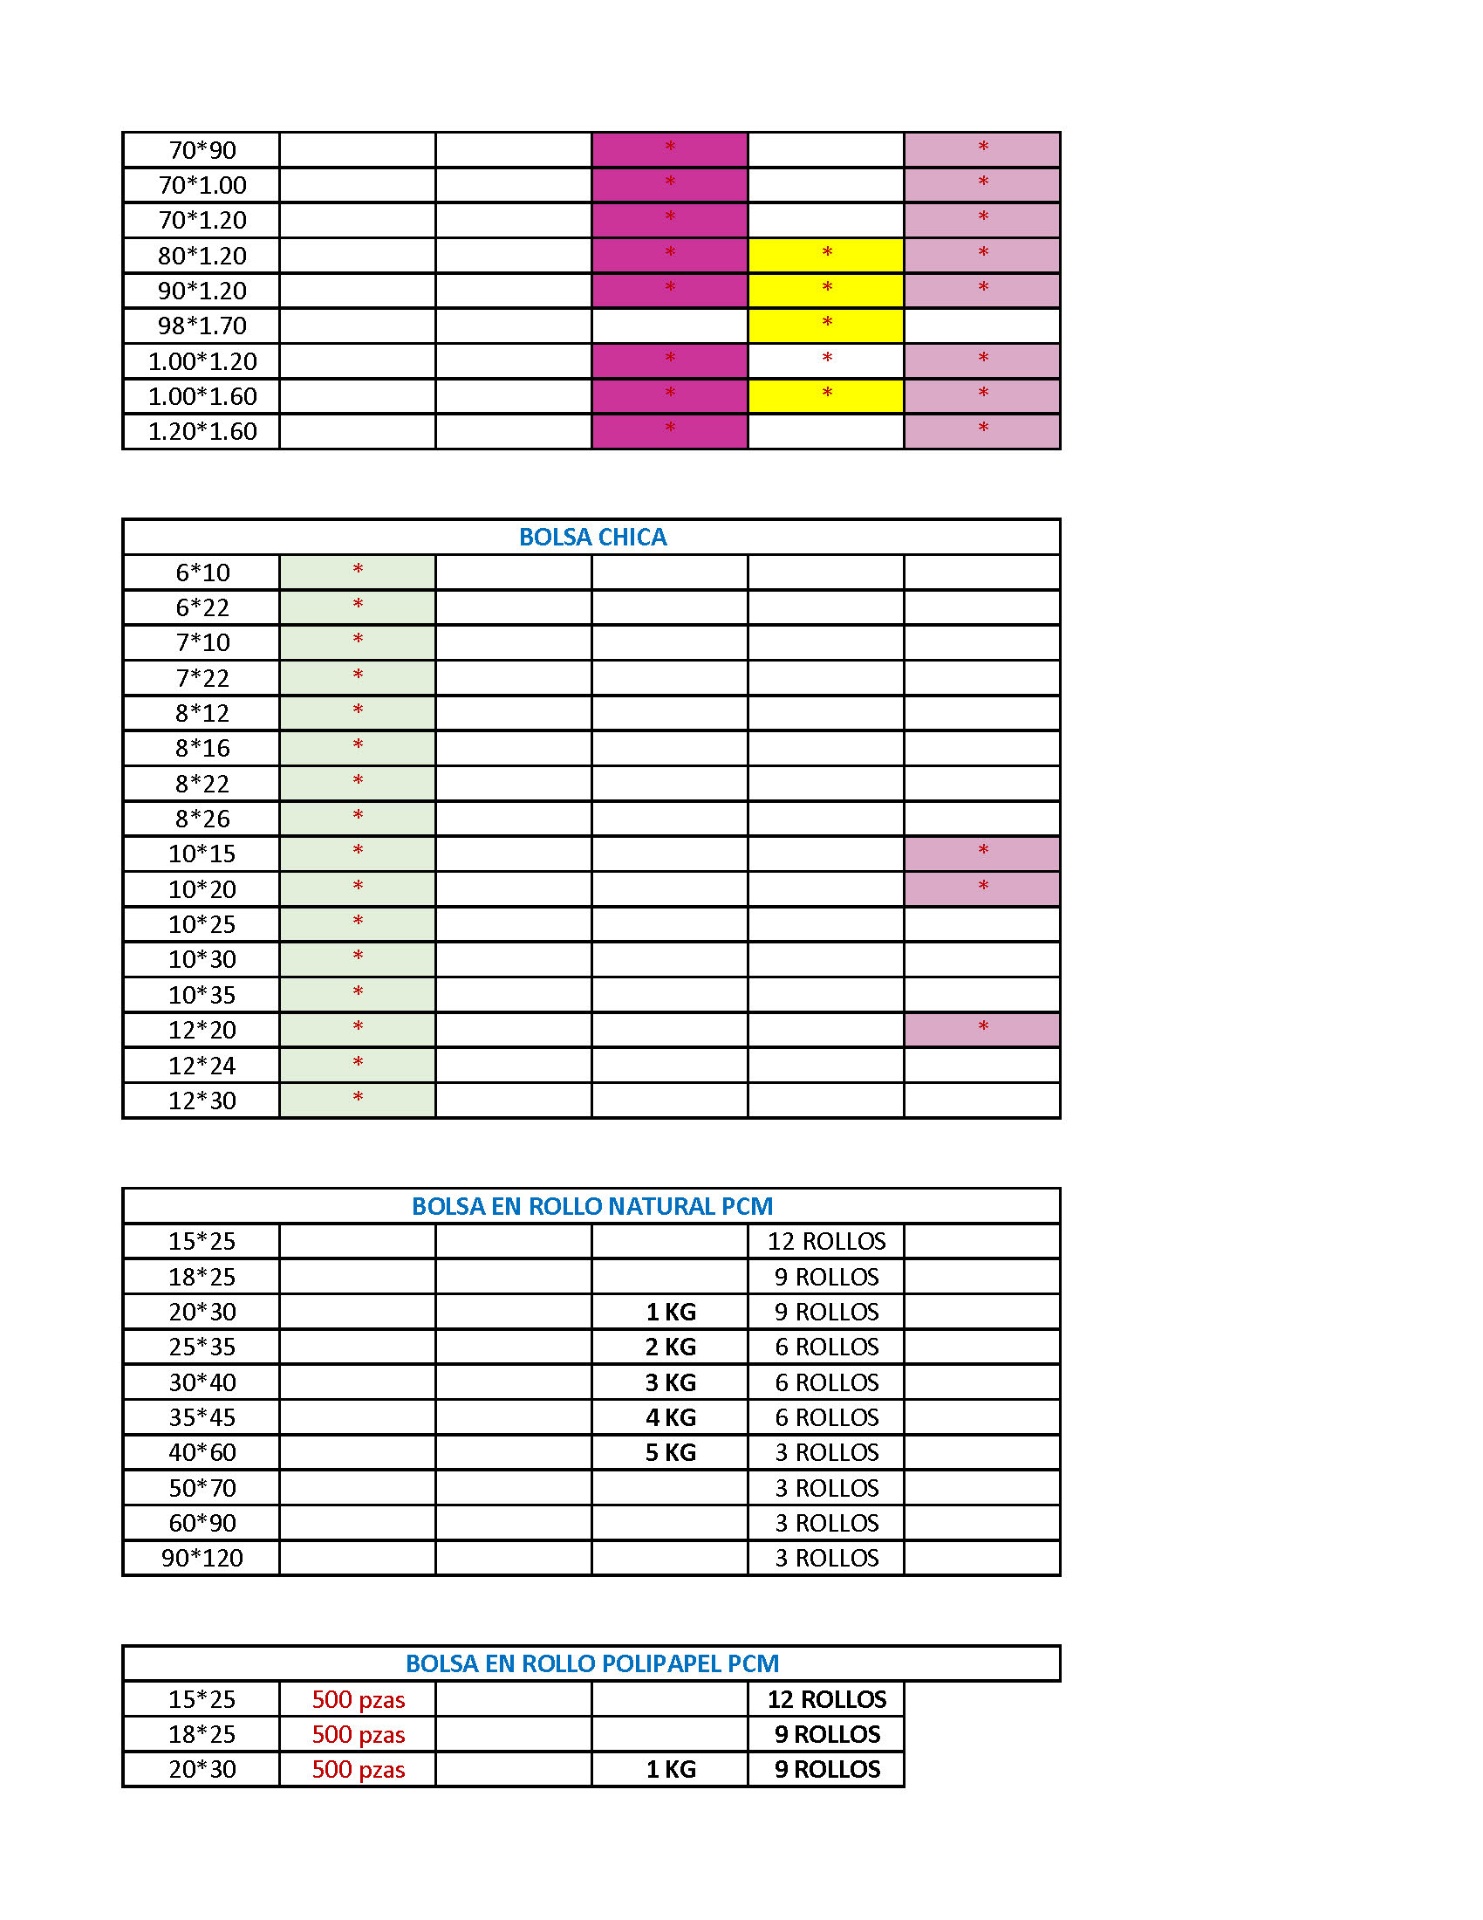 70*90 * *
70*1.00 * *
70*1.20 * *
80*1.20 * * *
90*1.20 * * *
98*1.70 *
1.00*1.20 * * *
1.00*1.60 * * *
1.20*1.60 * *
BOLSA CHICA
6*10 *
6*22 *
7*10 *
7*22 *
8*12 *
8*16 *
8*22 *
8*26 *
10*15 * *
10*20 * *
10*25 *
10*30 *
10*35 *
12*20 * *
12*24 *
12*30 *
BOLSA EN ROLLO NATURAL PCM
15*25 12 ROLLOS
18*25 9 ROLLOS
20*30 1 KG 9 ROLLOS
25*35 2 KG 6 ROLLOS
30*40 3 KG 6 ROLLOS
35*45 4 KG 6 ROLLOS
40*60 5 KG 3 ROLLOS
50*70 3 ROLLOS
60*90 3 ROLLOS
90*120 3 ROLLOS
BOLSA EN ROLLO POLIPAPEL PCM
15*25 500 pzas 12 ROLLOS
18*25 500 pzas 9 ROLLOS
20*30 500 pzas 1 KG 9 ROLLOS